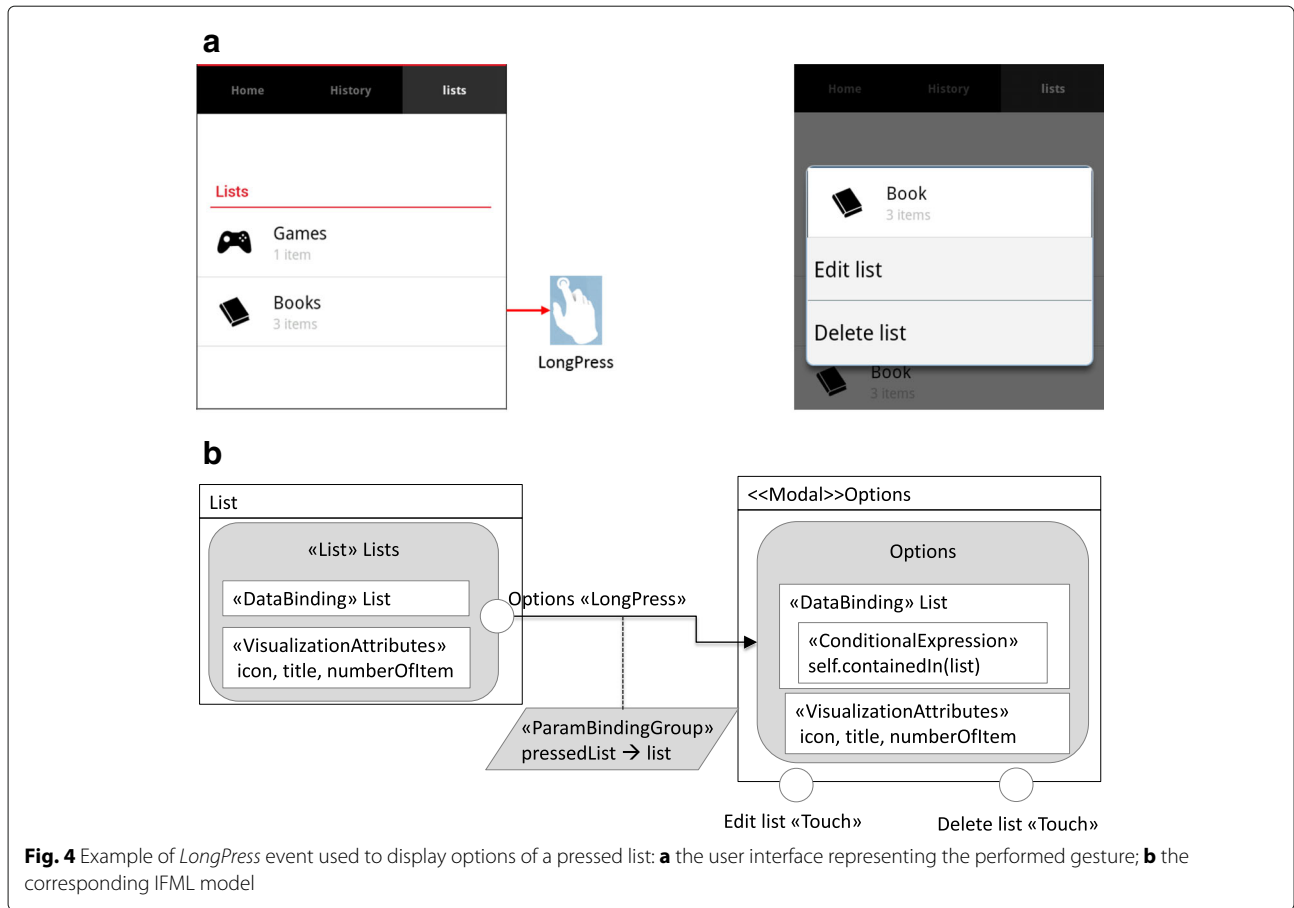 a
Home History lists
Lists
Games
1 item
Books
3 items
LongPress
Home History lists
Book
3 items
Edit list
Delete list
Book
3 items
b
List
«List» Lists
«DataBinding» List
«VisualizationAttributes»
icon, title, numberOfItem
Options «LongPress»
«ParamBindingGroup»
pressedList → list
<<Modal>>Options
Options
«DataBinding» List
«ConditionalExpression»
self.containedIn(list)
«VisualizationAttributes»
icon, title, numberOfItem
Edit list «Touch»
Delete list «Touch»
Fig. 4 Example of LongPress event used to display options of a pressed list: a the user interface representing the performed gesture; b the
corresponding IFML model